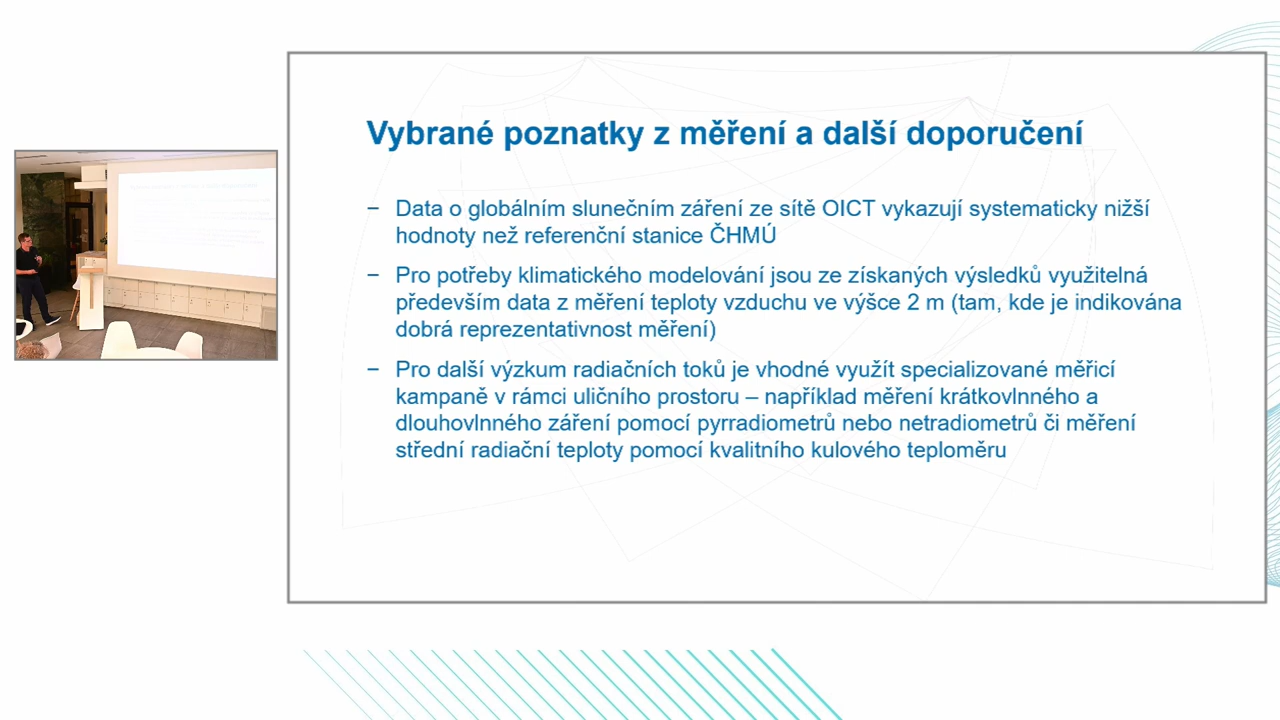 Vybrané poznatky z měření a další doporučení
– Data o globálním slunečním záření ze sítě OICT vykazují systematicky nižší
hodnoty než referenční stanice ČHMÚ
– Pro potřeby klimatického modelování jsou ze získaných výsledků využitelná
především data z měření teploty vzduchu ve výšce 2 m (tam, kde je indikována
dobrá reprezentativnost měření)
– Pro další výzkum radiačních toků je vhodné využít specializované měřicí
kampaně v rámci uličního prostoru – například měření krátkovlnného a
dlouhovlnného záření pomocí pyrradiometrů nebo netradiometrů či měření
střední radiační teploty pomocí kvalitního kulového teploměru